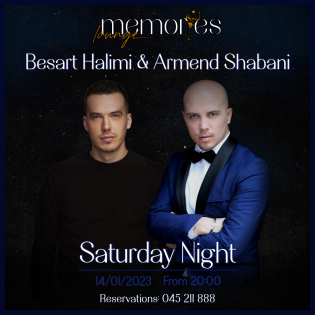 memories
lounge
Besart Halimi & Armend Shabani
Saturday Night
14/01/2023 From 20:00
Reservations: 045 211 888